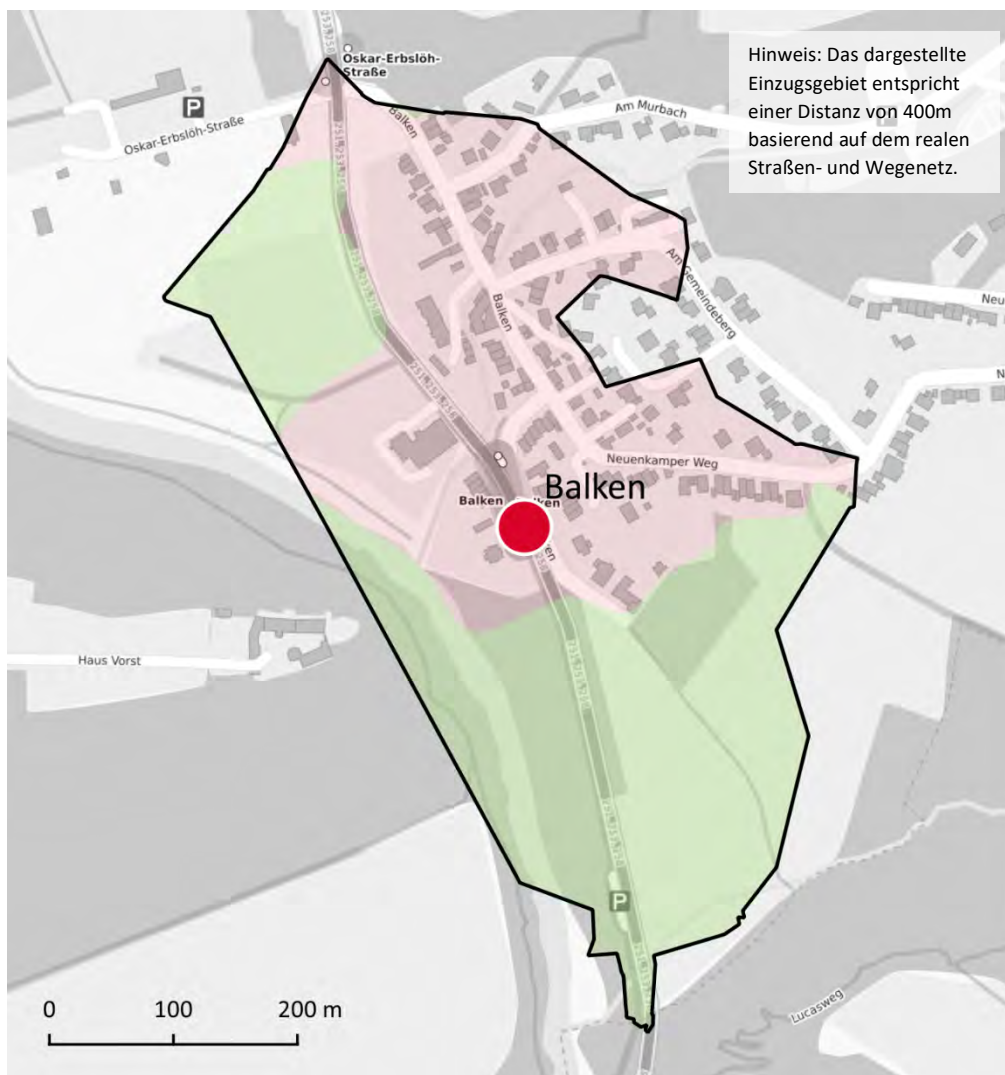 Hinweis: Das dargestellte
Einzugsgebiet entspricht
einer Distanz von 400m
basierend auf dem realen
Straßen- und Wegenetz.
Oskar-Erbslöh-
Straße
P
Oskar-Erbslöh-Straße
Balken
Am Murbach
Am Gemeindeberg
Balken
Neuenkamper Weg
Balken
Balken
Haus Vorst
P
Lucasweg
0 100 200 m